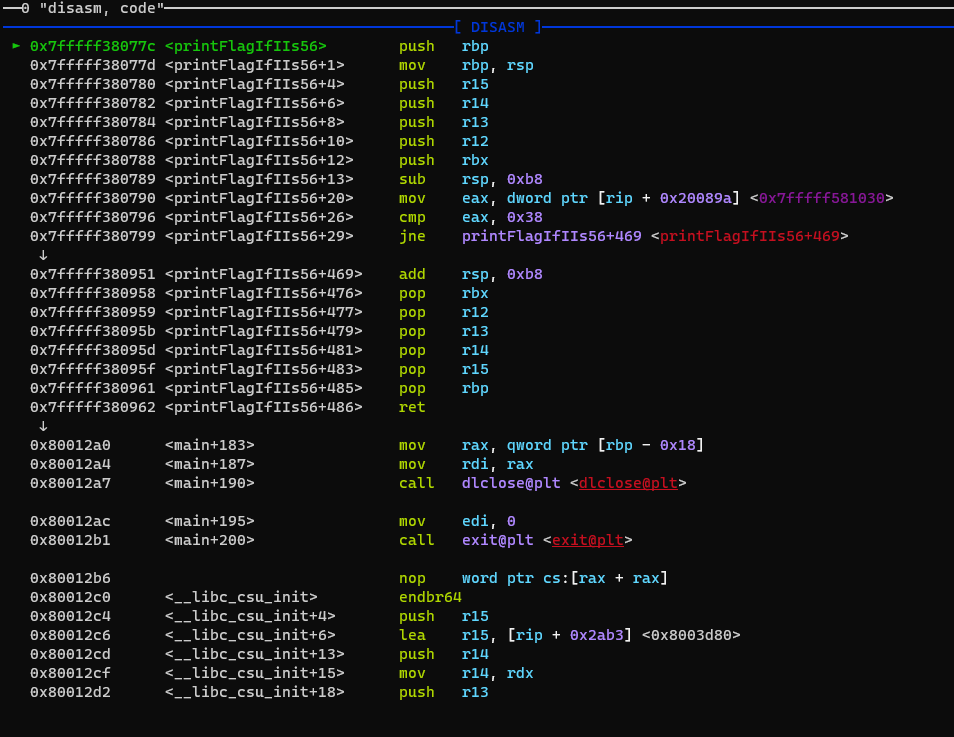 0 "disasm, code"
[ DISASM ]
► 0x7fffff38077c <printFlagIfIIs56> push rbp
0x7fffff38077d <printFlagIfIIs56+1> mov rbp, rsp
0x7fffff380780 <printFlagIfIIs56+4> push r15
0x7fffff380782 <printFlagIfIIs56+6> push r14
0x7fffff380784 <printFlagIfIIs56+8> push r13
0x7fffff380786 <printFlagIfIIs56+10> push r12
0x7fffff380788 <printFlagIfIIs56+12> push rbx
0x7fffff380789 <printFlagIfIIs56+13> sub rsp, 0xb8
0x7fffff380790 <printFlagIfIIs56+20> mov eax, dword ptr [rip + 0x20089a] <0x7fffff581030>
0x7fffff380796 <printFlagIfIIs56+26> cmp eax, 0x38
0x7fffff380799 <printFlagIfIIs56+29> jne printFlagIfIIs56+469 <printFlagIfIIs56+469>
↓
0x7fffff380951 <printFlagIfIIs56+469> add rsp, 0xb8
0x7fffff380958 <printFlagIfIIs56+476> pop rbx
0x7fffff380959 <printFlagIfIIs56+477> pop r12
0x7fffff38095b <printFlagIfIIs56+479> pop r13
0x7fffff38095d <printFlagIfIIs56+481> pop r14
0x7fffff38095f <printFlagIfIIs56+483> pop r15
0x7fffff380961 <printFlagIfIIs56+485> pop rbp
0x7fffff380962 <printFlagIfIIs56+486> ret
↓
0x80012a0 <main+183> mov rax, qword ptr [rbp - 0x18]
0x80012a4 <main+187> mov rdi, rax
0x80012a7 <main+190> call dlclose@plt <dlclose@plt>
0x80012ac <main+195> mov edi, 0
0x80012b1 <main+200> call exit@plt <exit@plt>
0x80012b6 nop word ptr cs:[rax + rax]
0x80012c0 <__libc_csu_init> endbr64
0x80012c4 <__libc_csu_init+4> push r15
0x80012c6 <__libc_csu_init+6> lea r15, [rip + 0x2ab3] <0x8003d80>
0x80012cd <__libc_csu_init+13> push r14
0x80012cf <__libc_csu_init+15> mov r14, rdx
0x80012d2 <__libc_csu_init+18> push r13